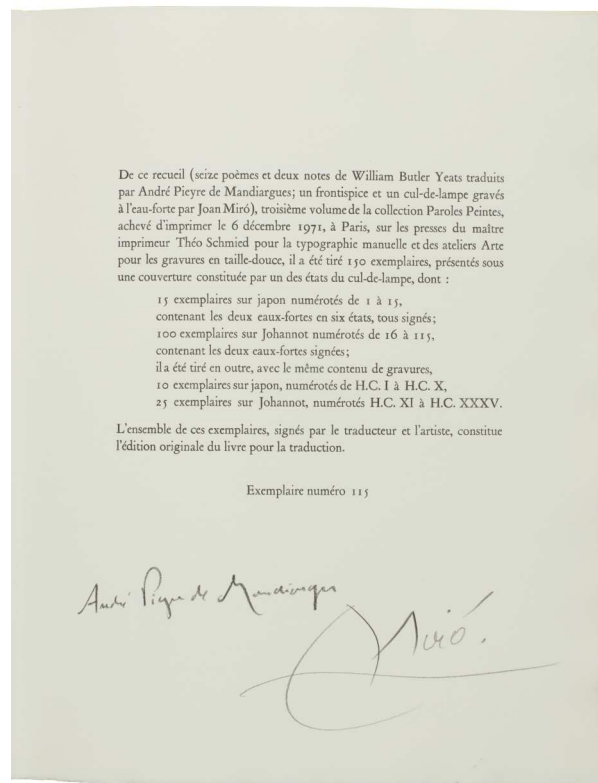 De ce recueil (seize poèmes et deux notes de William Butler Yeats traduits
par André Pieyre de Mandiargues; un frontispice et un cul-de-lampe gravés
à l'eau-forte par Joan Miró), troisième volume de la collection Paroles Peintes,
achevé d'imprimer le 6 décembre 1971, à Paris, sur les presses du maître
imprimeur Théo Schmied pour la typographie manuelle et des ateliers Arte
pour les gravures en taille-douce, il a été tiré 150 exemplaires, présentés sous
une couverture constituée par un des états du cul-de-lampe, dont :
15 exemplaires sur japon numérotés de 1 à 15,
contenant les deux eaux-fortes en six états, tous signés;
100 exemplaires sur Johannot numérotés de 16 à 115,
contenant les deux eaux-fortes signées;
il a été tiré en outre, avec le même contenu de gravures,
10 exemplaires sur japon, numérotés de H.C. I à H.C. X,
25 exemplaires sur Johannot, numérotés H.C. XI à H.C. XXXV.
L'ensemble de ces exemplaires, signés par le traducteur et l'artiste, constitue
l'édition originale du livre pour la traduction.
Exemplaire numéro 115
André Pieyre de Mandiargues
Miró.